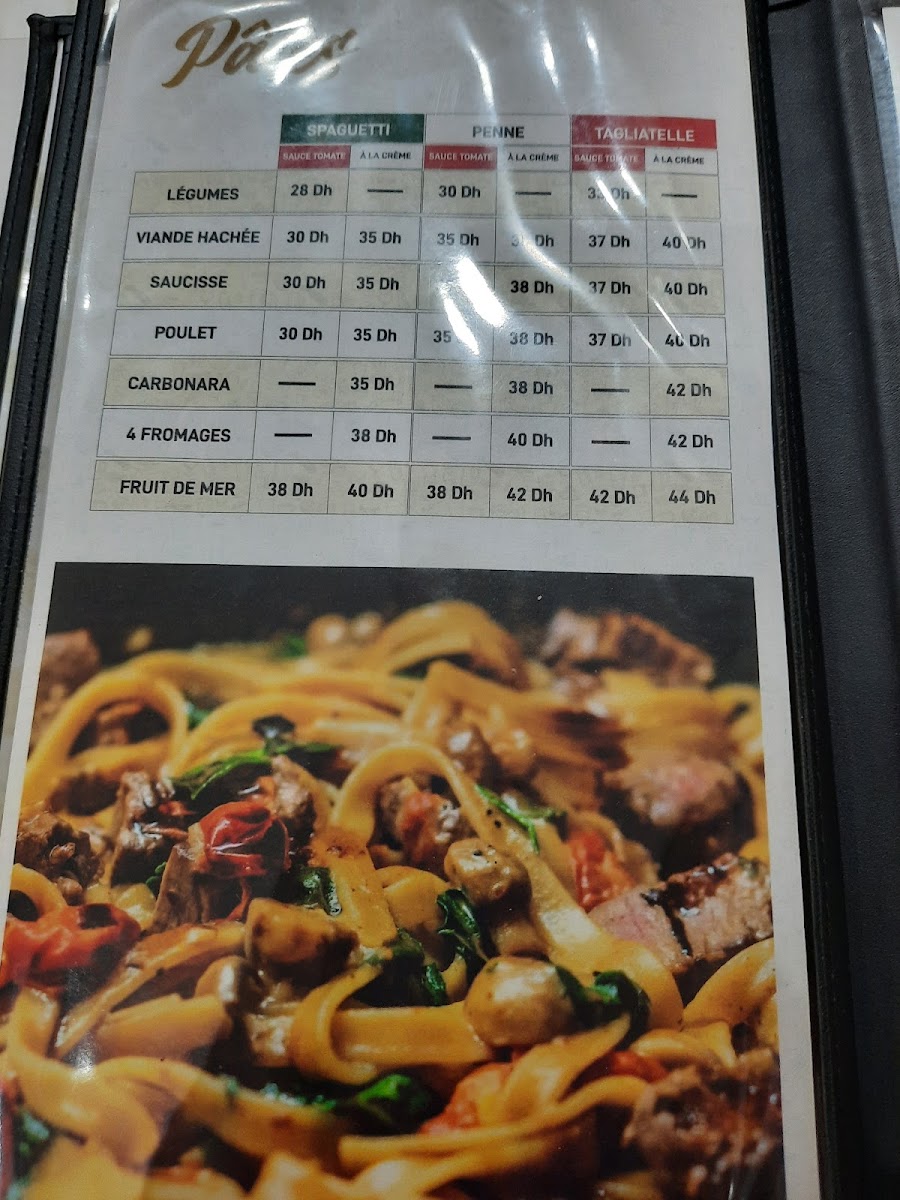 Pâtes
SPAGUETTI PENNE TAGLIATELLE
SAUCE TOMATE À LA CRÈME SAUCE TOMATE À LA CRÈME SAUCE TOMATE À LA CRÈME
LÉGUMES 28 Dh — 30 Dh — Dh —
VIANDE HACHÉE 30 Dh 35 Dh 35 Dh Dh 37 Dh 40 Dh
SAUCISSE 30 Dh 35 Dh 38 Dh 37 Dh 40 Dh
POULET 30 Dh 35 Dh 35 38 Dh 37 Dh 40 Dh
CARBONARA — 35 Dh — 38 Dh — 42 Dh
4 FROMAGES — 38 Dh — 40 Dh — 42 Dh
FRUIT DE MER 38 Dh 40 Dh 38 Dh 42 Dh 42 Dh 44 Dh